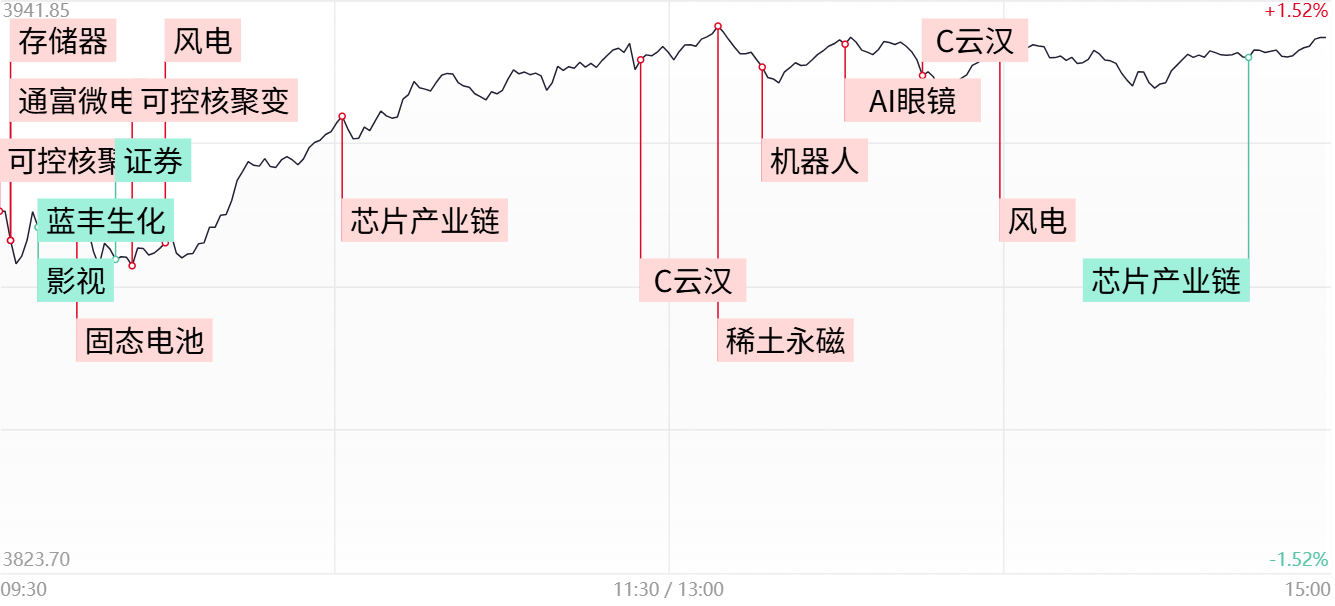 3941.85
+1.52%
存储器
风电
C云汉
通富微电
可控核聚变
AI眼镜
可控核聚
证券
机器人
蓝丰生化
芯片产业链
风电
影视
C云汉
芯片产业链
固态电池
稀土永磁
3823.70
-1.52%
09:30
11:30 / 13:00
15:00